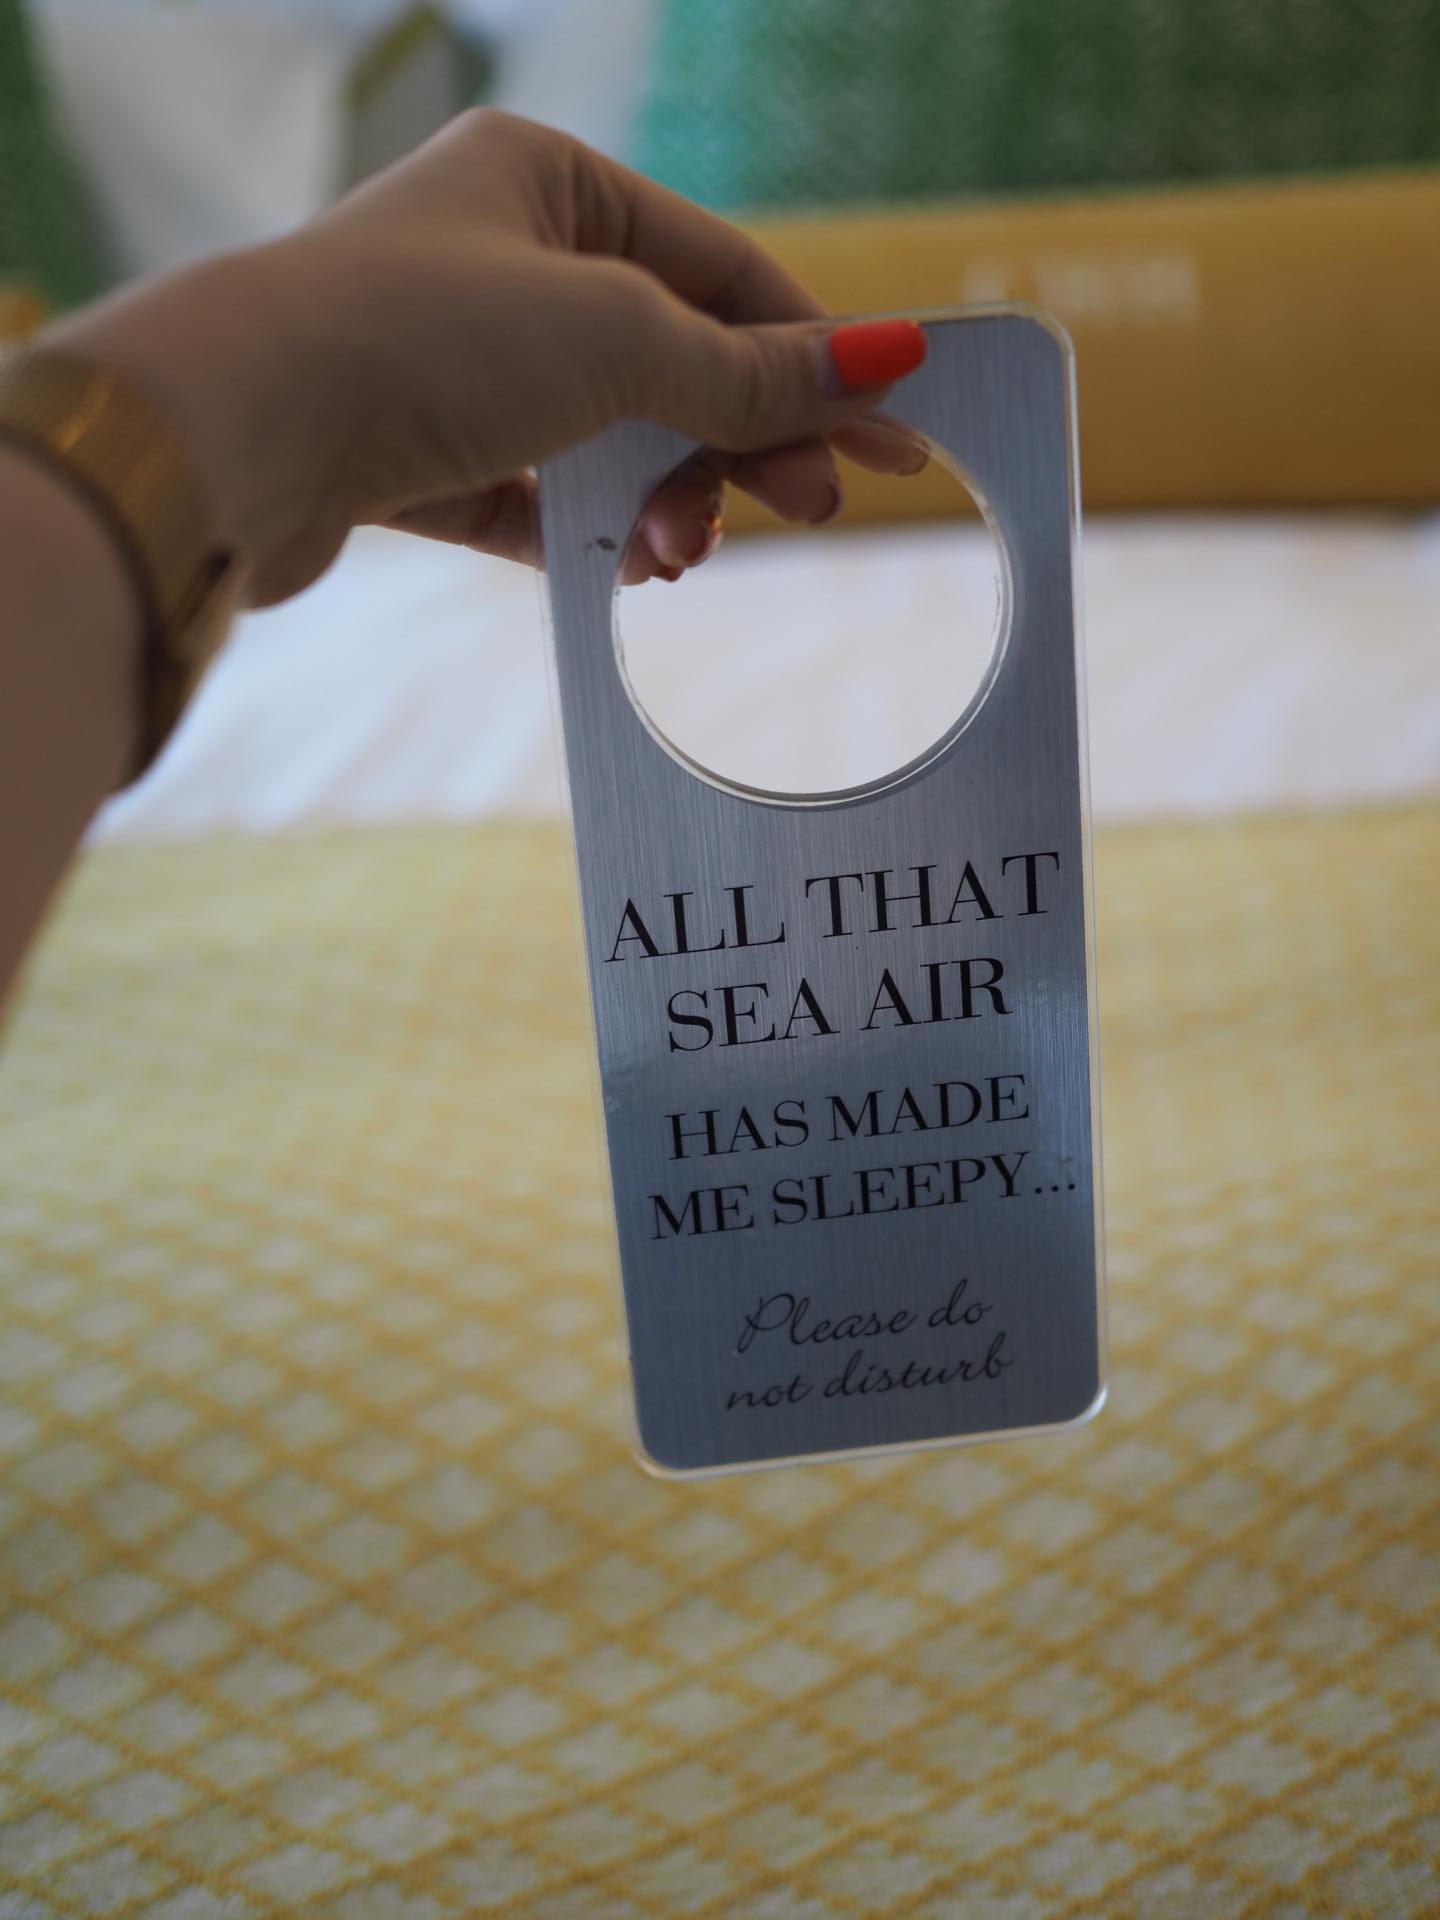 ALL THAT
SEA AIR
HAS MADE
ME SLEEPY...
Please do
not disturb